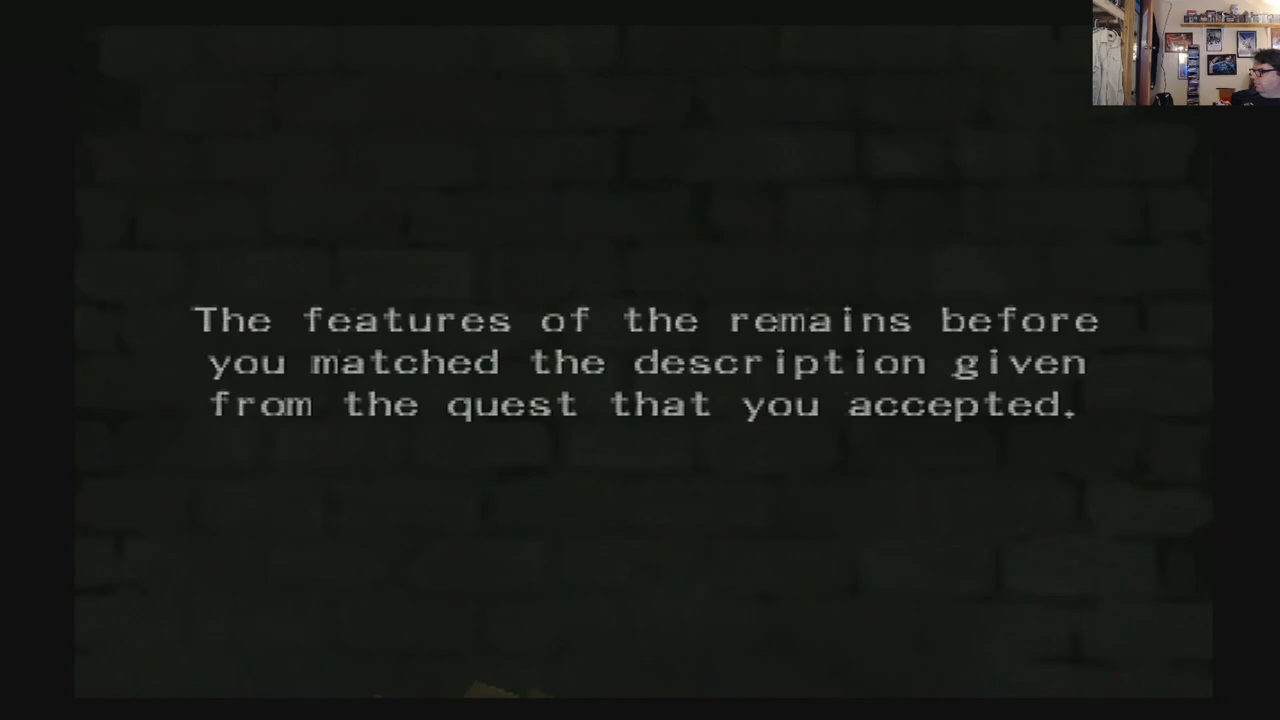 The features of the remains before
you matched the description given
from the quest that you accepted.